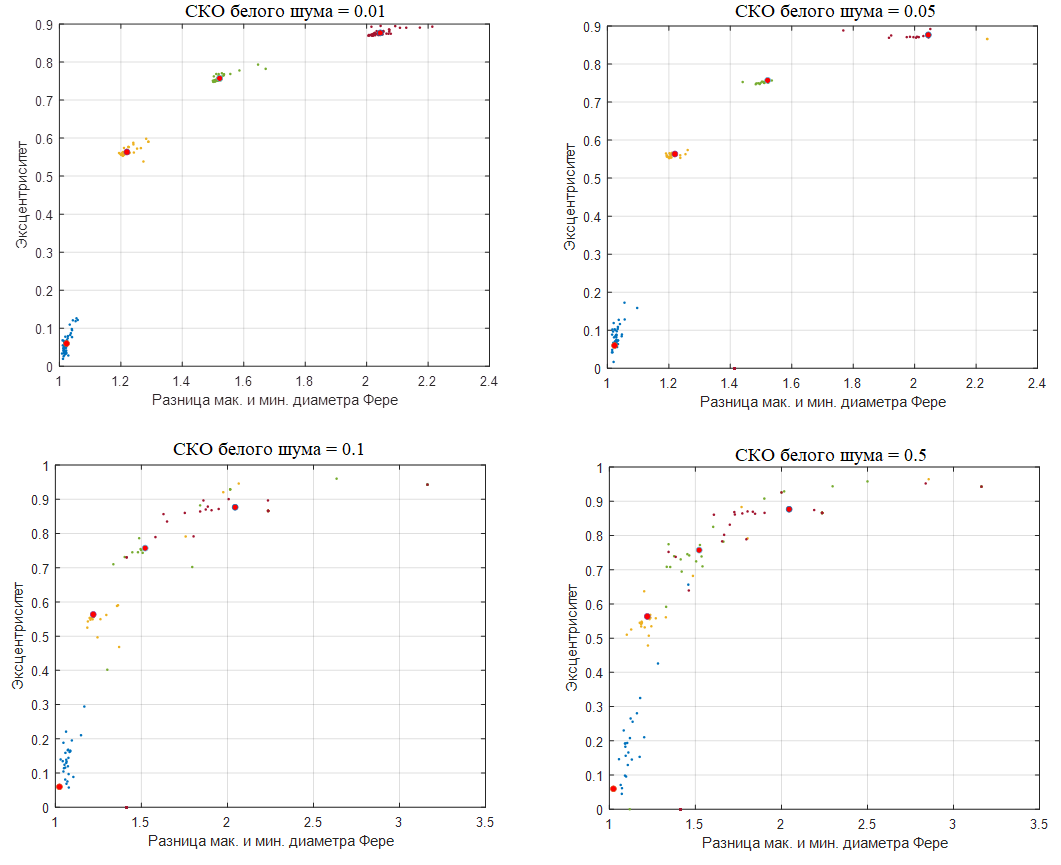 СКО белого шума = 0.01
0.9
0.8
0.7
0.6
0.5
0.4
0.3
0.2
0.1
0
Эксцентриситет
1 1.2 1.4 1.6 1.8 2 2.2 2.4
Разница мак. и мин. диаметра Фере
СКО белого шума = 0.05
0.9
0.8
0.7
0.6
0.5
0.4
0.3
0.2
0.1
0
Эксцентриситет
1 1.2 1.4 1.6 1.8 2 2.2 2.4
Разница мак. и мин. диаметра Фере
СКО белого шума = 0.1
1
0.9
0.8
0.7
0.6
0.5
0.4
0.3
0.2
0.1
0
Эксцентриситет
1 1.5 2 2.5 3 3.5
Разница мак. и мин. диаметра Фере
СКО белого шума = 0.5
1
0.9
0.8
0.7
0.6
0.5
0.4
0.3
0.2
0.1
0
Эксцентриситет
1 1.5 2 2.5 3 3.5
Разница мак. и мин. диаметра Фере